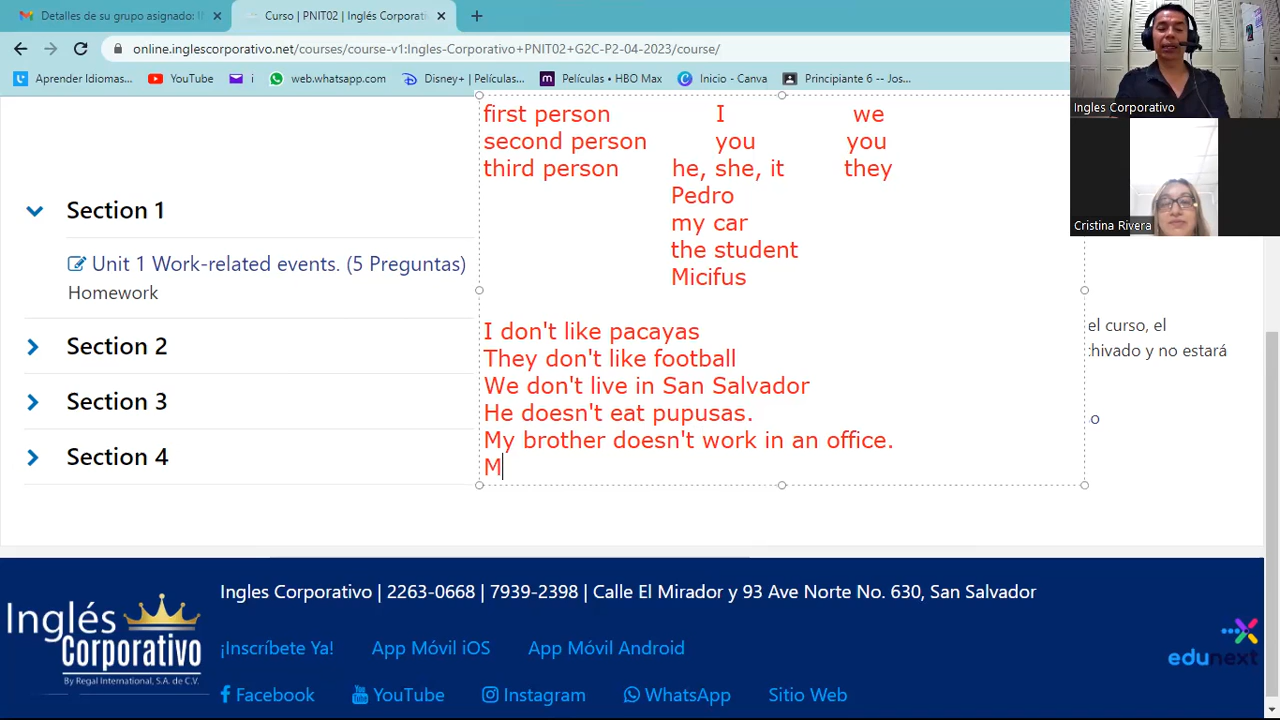 Detalles de su grupo asignado: U
Curso | PNIT02 | Inglés Corporati
online.inglescorporativo.net/courses/course-v1:Ingles-Corporativo+PNIT02+G2C-P2-04-2023/course/
Aprender Idiomas... YouTube i web.whatsapp.com Disney+ | Películas... Películas • HBO Max Inicio - Canva Principiante 6 -- Jos...
Ingles Corporativo
Cristina Rivera
first person I we
second person you you
third person he, she, it they
Pedro
my car
the student
Micifus
I don't like pacayas
They don't like football
We don't live in San Salvador
He doesn't eat pupusas.
My brother doesn't work in an office.
M
Section 1
Unit 1 Work-related events. (5 Preguntas)
Homework
Section 2
Section 3
Section 4
el curso, el
chivado y no estará
o
Inglés
Corporativo
By Regal International, S.A. de C.V.
Ingles Corporativo | 2263-0668 | 7939-2398 | Calle El Mirador y 93 Ave Norte No. 630, San Salvador
¡Inscríbete Ya! App Móvil iOS App Móvil Android
Facebook YouTube Instagram WhatsApp Sitio Web
edunext